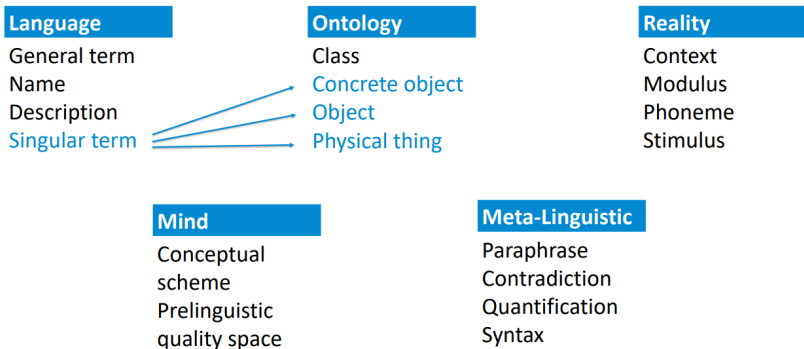 Language
General term
Name
Description
Singular term
Ontology
Class
Concrete object
Object
Physical thing
Reality
Context
Modulus
Phoneme
Stimulus
Mind
Conceptual
scheme
Prelinguistic
quality space
Meta-Linguistic
Paraphrase
Contradiction
Quantification
Syntax